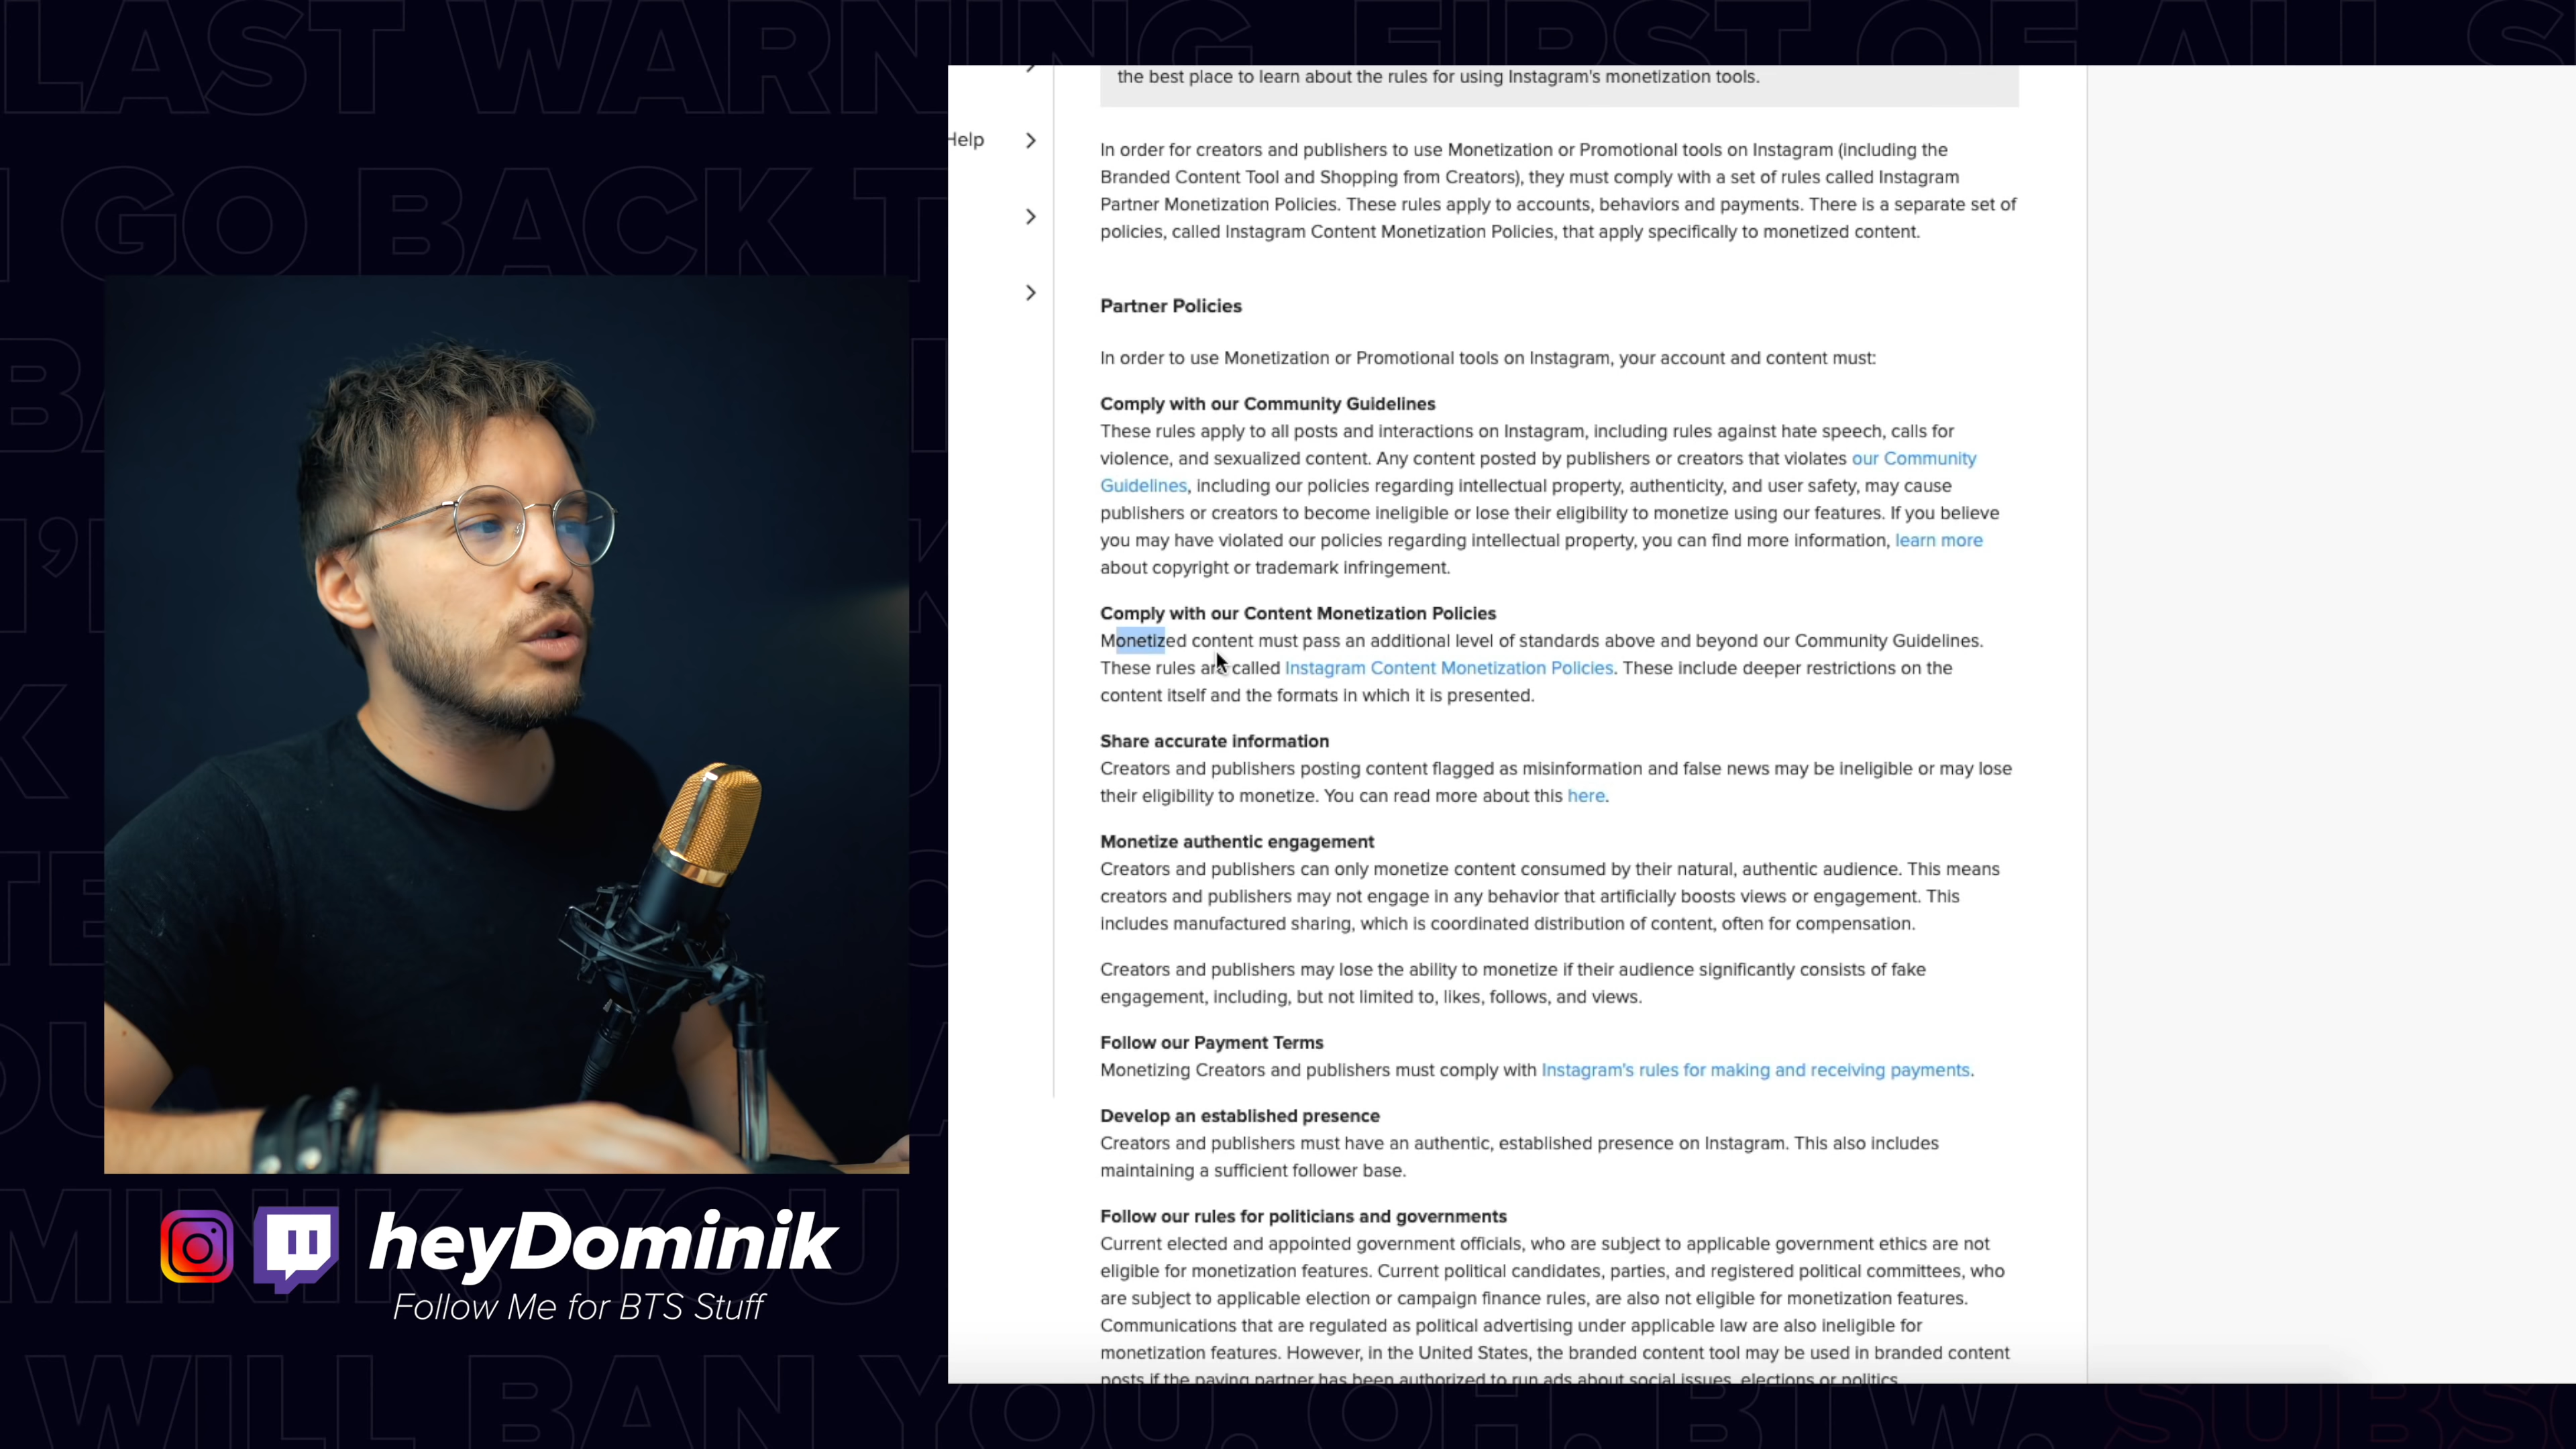 LAST WARNING. FIRST OF ALL S
GO BACK T
the best place to learn about the rules for using Instagram's monetization tools.
Help
In order for creators and publishers to use Monetization or Promotional tools on Instagram (including the
Branded Content Tool and Shopping from Creators), they must comply with a set of rules called Instagram
Partner Monetization Policies. These rules apply to accounts, behaviors and payments. There is a separate set of
policies, called Instagram Content Monetization Policies, that apply specifically to monetized content.
Partner Policies
In order to use Monetization or Promotional tools on Instagram, your account and content must:
Comply with our Community Guidelines
These rules apply to all posts and interactions on Instagram, including rules against hate speech, calls for
violence, and sexualized content. Any content posted by publishers or creators that violates our Community
Guidelines, including our policies regarding intellectual property, authenticity, and user safety, may cause
publishers or creators to become ineligible or lose their eligibility to monetize using our features. If you believe
you may have violated our policies regarding intellectual property, you can find more information, learn more
about copyright or trademark infringement.
Comply with our Content Monetization Policies
Monetized content must pass an additional level of standards above and beyond our Community Guidelines.
These rules are called Instagram Content Monetization Policies. These include deeper restrictions on the
content itself and the formats in which it is presented.
Share accurate information
Creators and publishers posting content flagged as misinformation and false news may be ineligible or may lose
their eligibility to monetize. You can read more about this here.
Monetize authentic engagement
Creators and publishers can only monetize content consumed by their natural, authentic audience. This means
creators and publishers may not engage in any behavior that artificially boosts views or engagement. This
includes manufactured sharing, which is coordinated distribution of content, often for compensation.
Creators and publishers may lose the ability to monetize if their audience significantly consists of fake
engagement, including, but not limited to, likes, follows, and views.
Follow our Payment Terms
Monetizing Creators and publishers must comply with Instagram's rules for making and receiving payments.
Develop an established presence
Creators and publishers must have an authentic, established presence on Instagram. This also includes
maintaining a sufficient follower base.
Follow our rules for politicians and governments
Current elected and appointed government officials, who are subject to applicable government ethics are not
eligible for monetization features. Current political candidates, parties, and registered political committees, who
are subject to applicable election or campaign finance rules, are also not eligible for monetization features.
Communications that are regulated as political advertising under applicable law are also ineligible for
monetization features. However, in the United States, the branded content tool may be used in branded content
posts if the paying partner has been authorized to run ads about social issues, elections or politics
heyDominik
Follow Me for BTS Stuff
MINIK, YOU
WILL BAN YOU. OH, BTW. SUBS